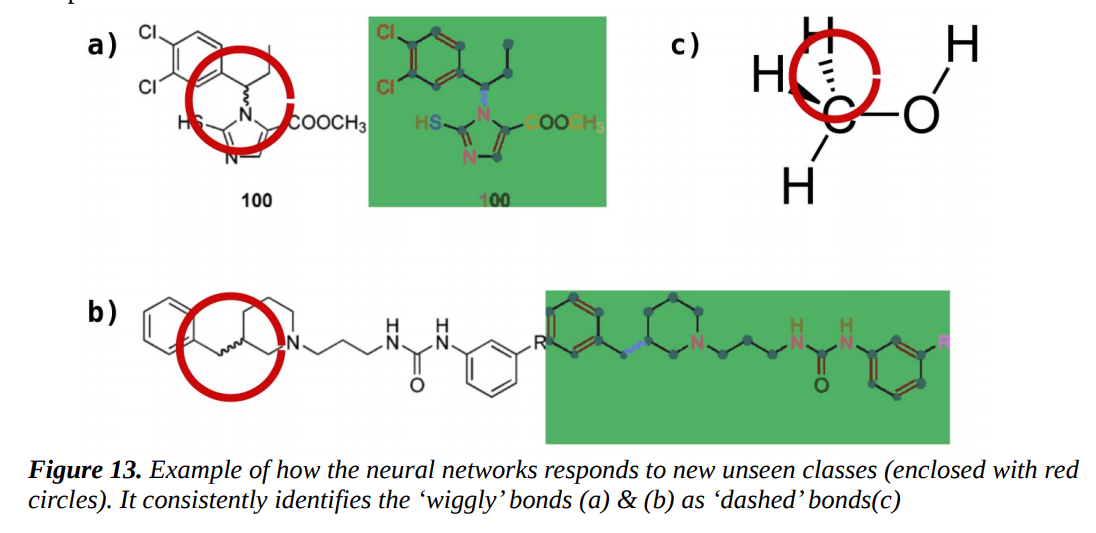 a)
Cl
Cl
HS
N
N
COOCH3
100
Cl
Cl
HS
N
N
COOCH3
100
c)
H
H
H
C
O
H
b)
N
H
N
H
N
O
R
N
H
N
H
N
O
R
Figure 13. Example of how the neural networks responds to new unseen classes (enclosed with red
circles). It consistently identifies the ‘wiggly’ bonds (a) & (b) as ‘dashed’ bonds(c)